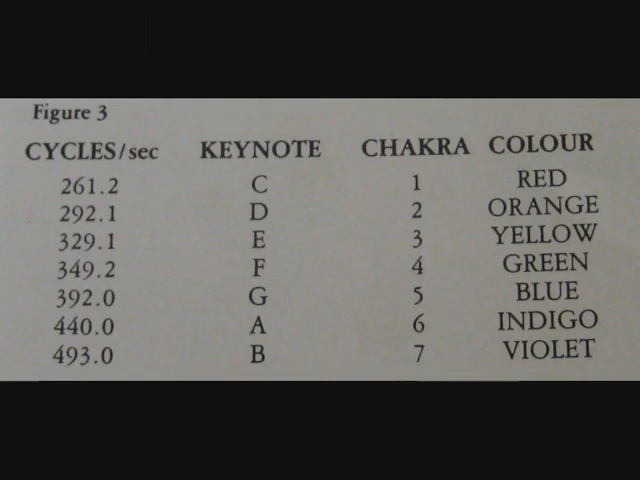 Figure 3
CYCLES/sec KEYNOTE CHAKRA COLOUR
261.2 C 1 RED
292.1 D 2 ORANGE
329.1 E 3 YELLOW
349.2 F 4 GREEN
392.0 G 5 BLUE
440.0 A 6 INDIGO
493.0 B 7 VIOLET